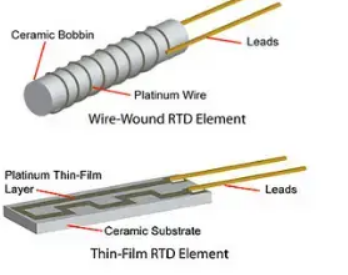 Ceramic Bobbin
Leads
Platinum Wire
Wire-Wound RTD Element
Platinum Thin-Film
Layer
Leads
Ceramic Substrate
Thin-Film RTD Element